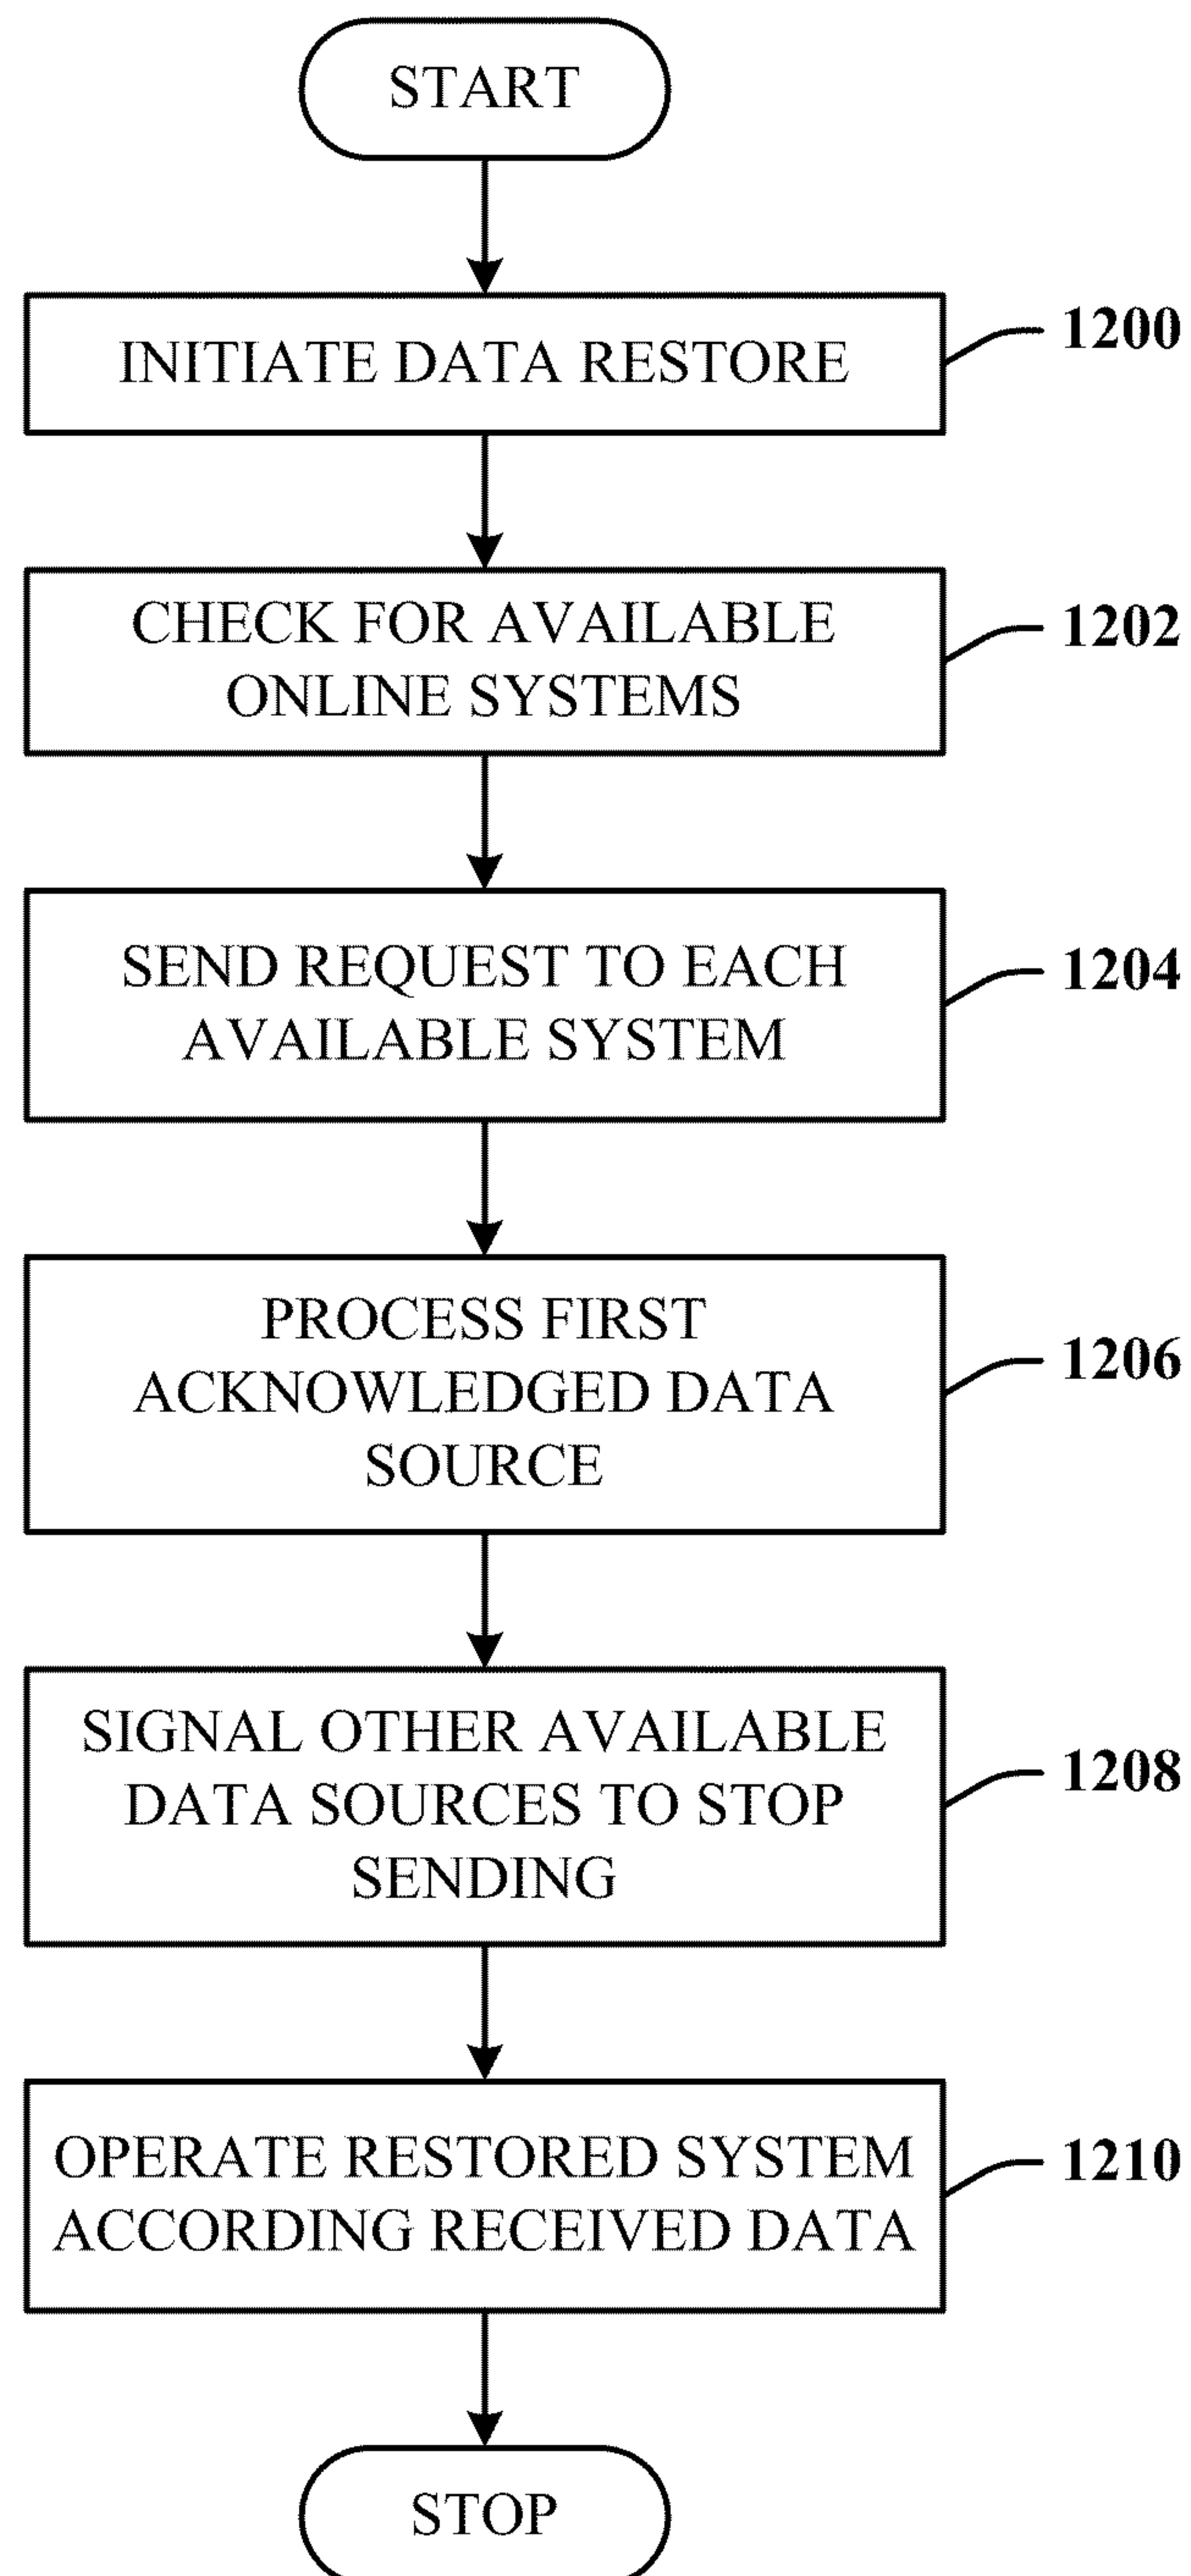 START
INITIATE DATA RESTORE
1200
CHECK FOR AVAILABLE
ONLINE SYSTEMS
1202
SEND REQUEST TO EACH
AVAILABLE SYSTEM
1204
PROCESS FIRST
ACKNOWLEDGED DATA
SOURCE
1206
SIGNAL OTHER AVAILABLE
DATA SOURCES TO STOP
SENDING
1208
OPERATE RESTORED SYSTEM
ACCORDING RECEIVED DATA
1210
STOP